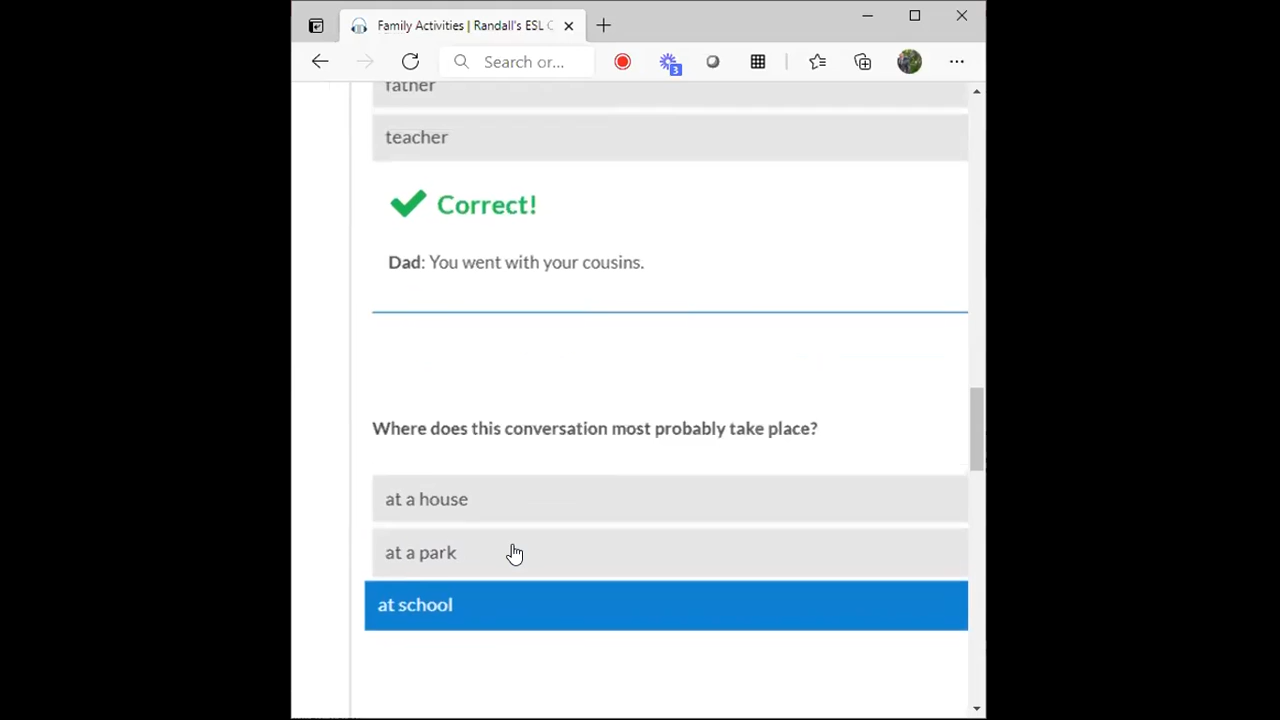 Family Activities | Randall's ESL C
Search or...
3
father
teacher
Correct!
Dad: You went with your cousins.
Where does this conversation most probably take place?
at a house
at a park
at school